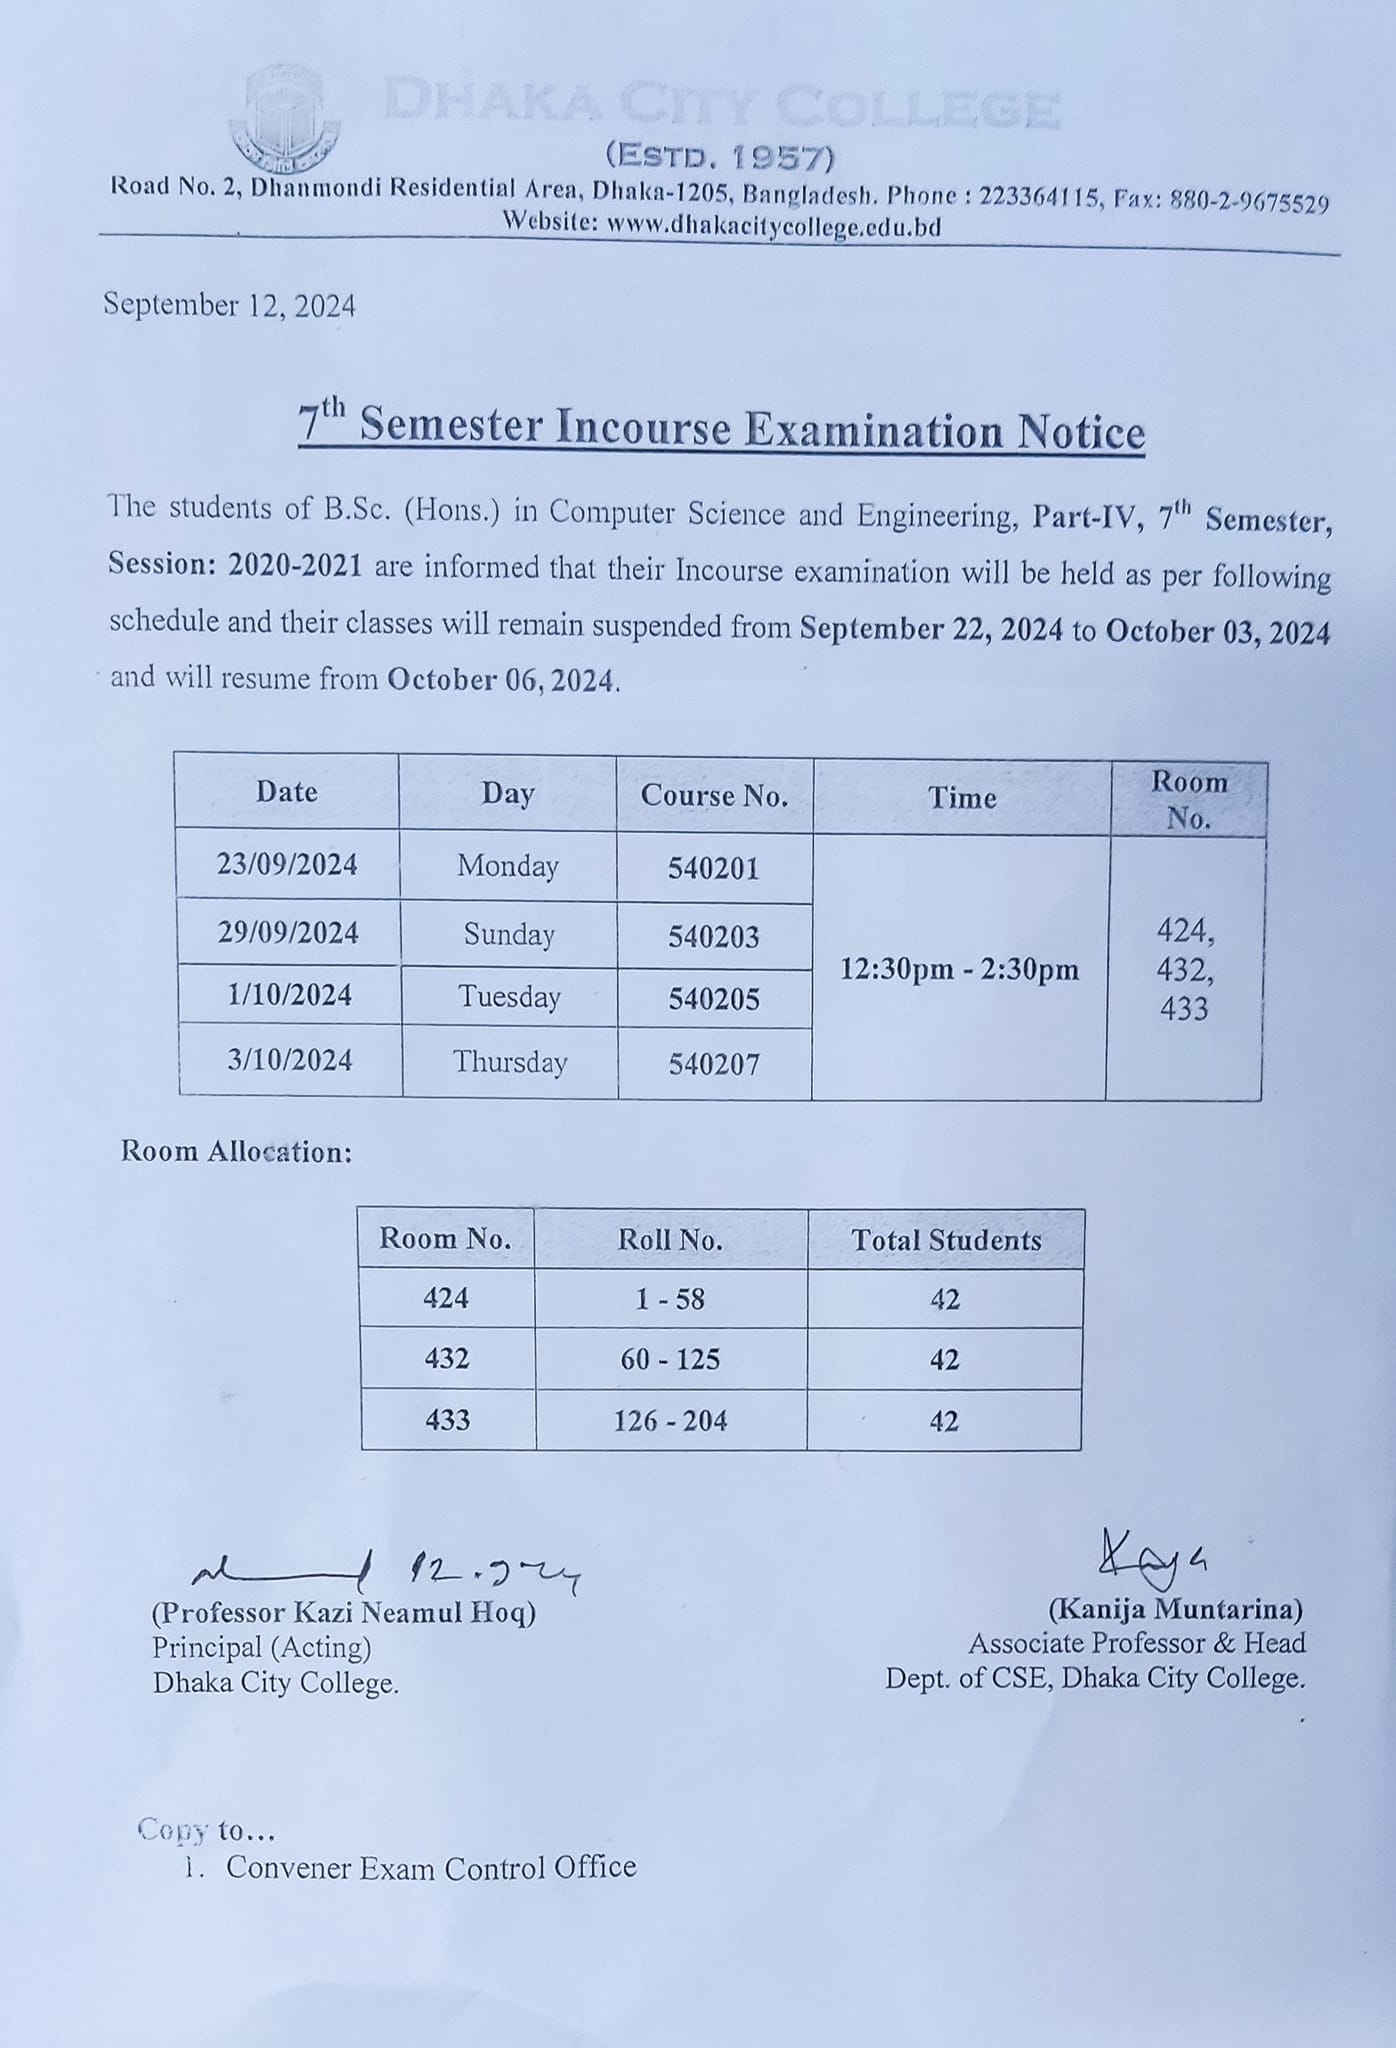 DHAKA CITY COLLEGE
(ESTD. 1957)
Road No. 2, Dhanmondi Residential Area, Dhaka-1205, Bangladesh. Phone : 223364115, Fax: 880-2-9675529
Website: www.dhakacitycollege.edu.bd
September 12, 2024
7th Semester Incourse Examination Notice
The students of B.Sc. (Hons.) in Computer Science and Engineering, Part-IV, 7th Semester,
Session: 2020-2021 are informed that their Incourse examination will be held as per following
schedule and their classes will remain suspended from September 22, 2024 to October 03, 2024
and will resume from October 06, 2024.
Date Day Course No. Time Room No.
23/09/2024 Monday 540201
29/09/2024 Sunday 540203
1/10/2024 Tuesday 540205
3/10/2024 Thursday 540207
12:30pm - 2:30pm
424,
432,
433
Room Allocation:
Room No. Roll No. Total Students
424 1 - 58 42
432 60 - 125 42
433 126 - 204 42
(Professor Kazi Neamul Hoq)
Principal (Acting)
Dhaka City College.
(Kanija Muntarina)
Associate Professor & Head
Dept. of CSE, Dhaka City College.
Copy to...
1. Convener Exam Control Office